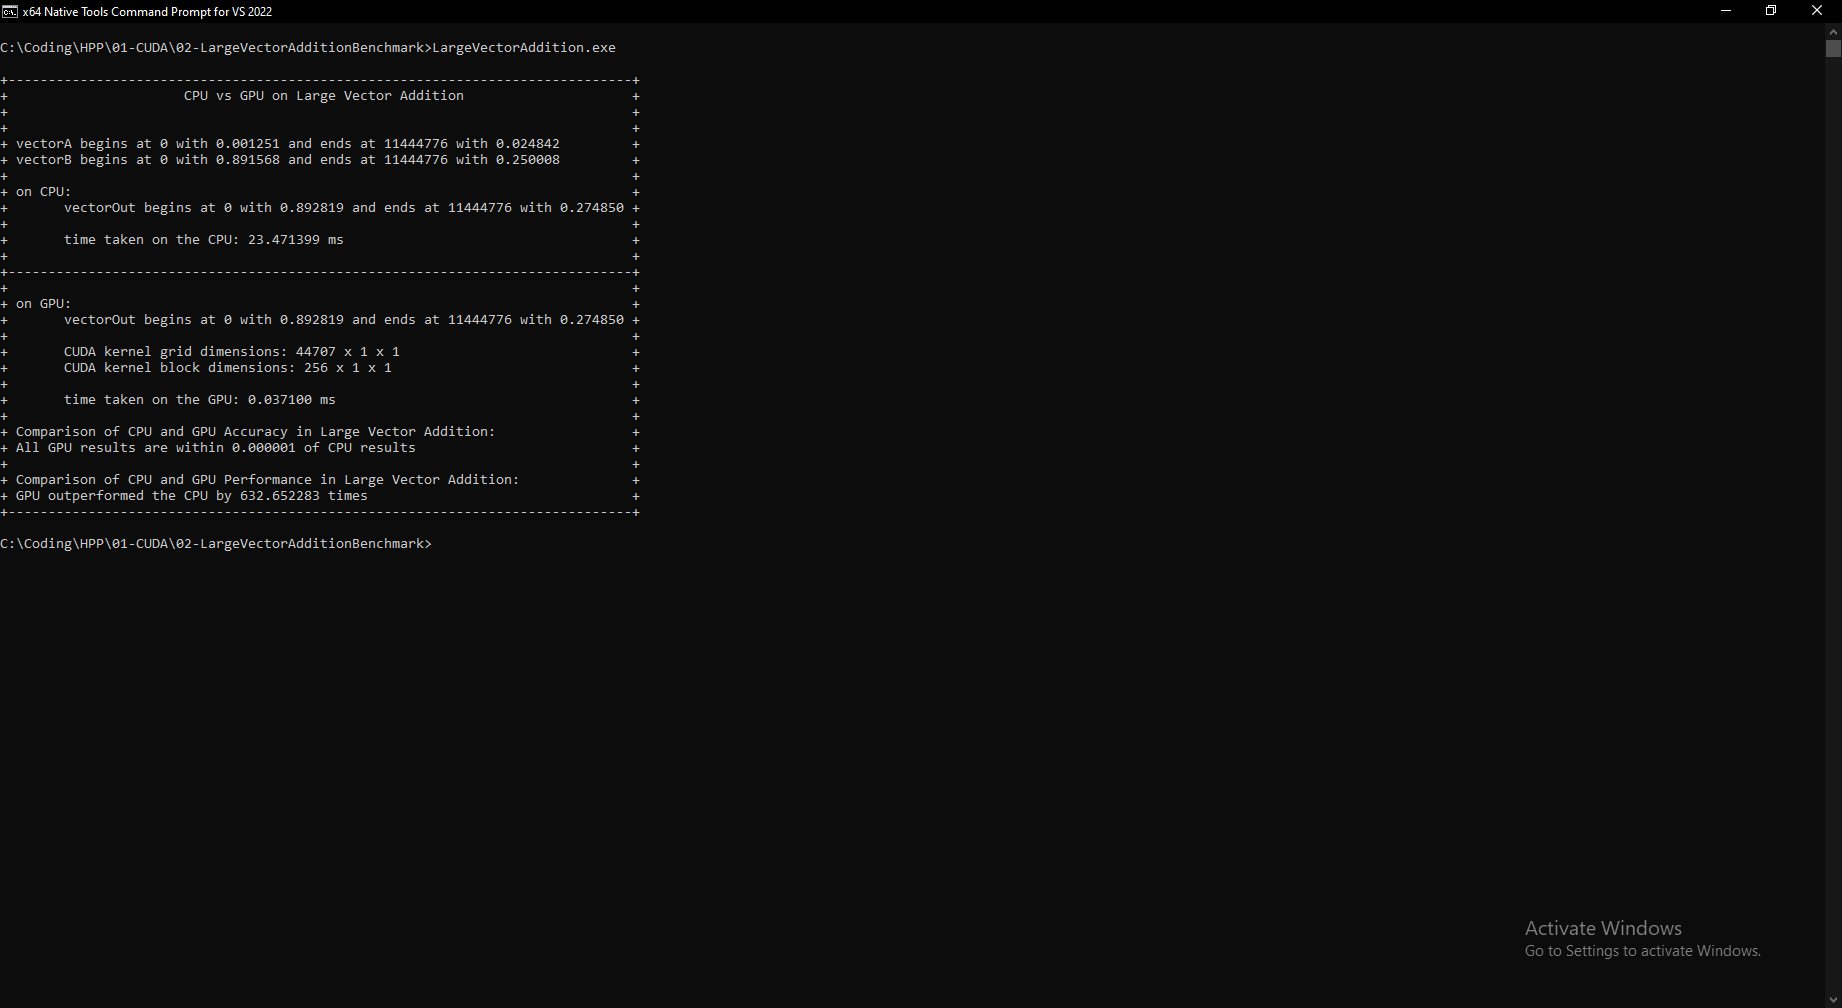 x64 Native Tools Command Prompt for VS 2022
C:\Coding\HPP\01-CUDA\02-LargeVectorAdditionBenchmark>LargeVectorAddition.exe
+------------------------------------------------------------------------------+
+ CPU vs GPU on Large Vector Addition +
+ +
+ +
+ vectorA begins at 0 with 0.001251 and ends at 11444776 with 0.024842 +
+ vectorB begins at 0 with 0.891568 and ends at 11444776 with 0.250008 +
+ +
+ on CPU: +
+ vectorOut begins at 0 with 0.892819 and ends at 11444776 with 0.274850 +
+ +
+ time taken on the CPU: 23.471399 ms +
+ +
+------------------------------------------------------------------------------+
+ +
+ on GPU: +
+ vectorOut begins at 0 with 0.892819 and ends at 11444776 with 0.274850 +
+ +
+ CUDA kernel grid dimensions: 44707 x 1 x 1 +
+ CUDA kernel block dimensions: 256 x 1 x 1 +
+ +
+ time taken on the GPU: 0.037100 ms +
+ +
+ Comparison of CPU and GPU Accuracy in Large Vector Addition: +
+ All GPU results are within 0.000001 of CPU results +
+ +
+ Comparison of CPU and GPU Performance in Large Vector Addition: +
+ GPU outperformed the CPU by 632.652283 times +
+------------------------------------------------------------------------------+
C:\Coding\HPP\01-CUDA\02-LargeVectorAdditionBenchmark>
Activate Windows
Go to Settings to activate Windows.